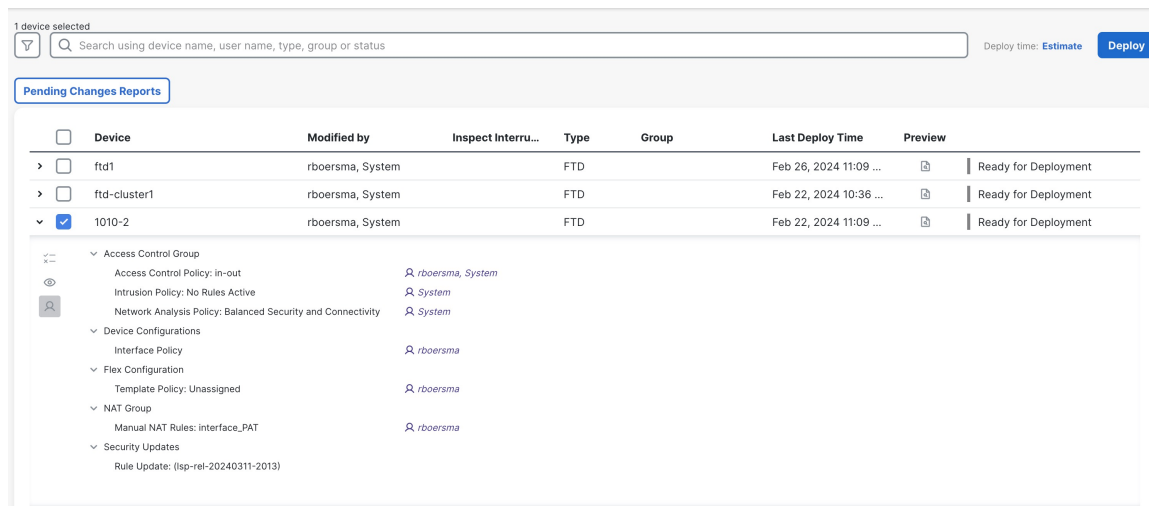 1 device selected
Search using device name, user name, type, group or status
Deploy time: Estimate
Deploy
Pending Changes Reports
Device Modified by Inspect Interru... Type Group Last Deploy Time Preview
ftd1 rboersma, System FTD Feb 26, 2024 11:09 ... Ready for Deployment
ftd-cluster1 rboersma, System FTD Feb 22, 2024 10:36 ... Ready for Deployment
1010-2 rboersma, System FTD Feb 22, 2024 11:09 ... Ready for Deployment
Access Control Group
Access Control Policy: in-out rboersma, System
Intrusion Policy: No Rules Active System
Network Analysis Policy: Balanced Security and Connectivity System
Device Configurations
Interface Policy rboersma
Flex Configuration
Template Policy: Unassigned rboersma
NAT Group
Manual NAT Rules: interface_PAT rboersma
Security Updates
Rule Update: (lsp-rel-20240311-2013)